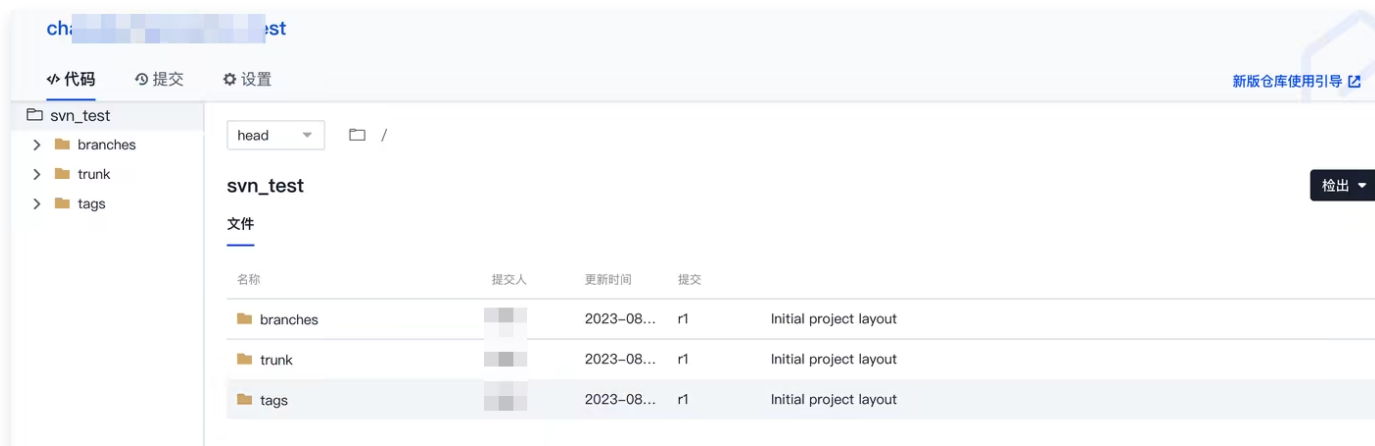 代码 提交 设置 新版仓库使用引导
svn_test
branches
trunk
tags
head /
svn_test 检出
文件
名称 提交人 更新时间 提交
branches 2023-08... r1 Initial project layout
trunk 2023-08... r1 Initial project layout
tags 2023-08... r1 Initial project layout